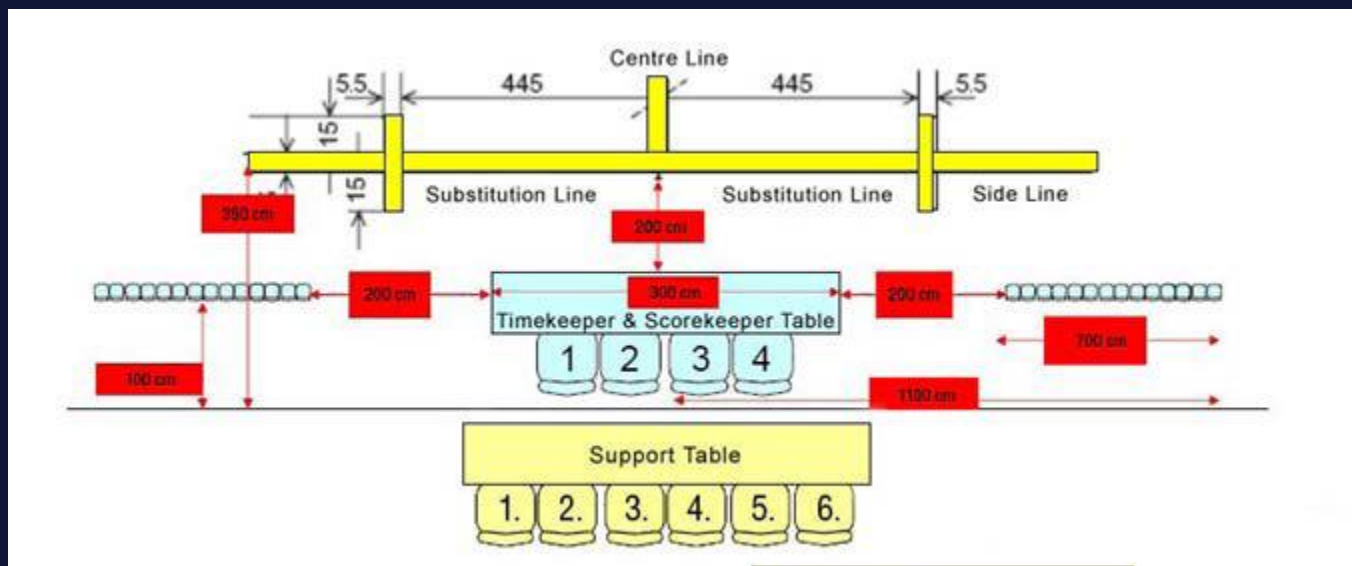 Centre Line
5.5
445
445
5.5
15
15
Substitution Line
Substitution Line
Side Line
350 cm
200 cm
200 cm
300 cm
200 cm
Timekeeper & Scorekeeper Table
1 2 3 4
700 cm
100 cm
1100 cm
Support Table
1. 2. 3. 4. 5. 6.